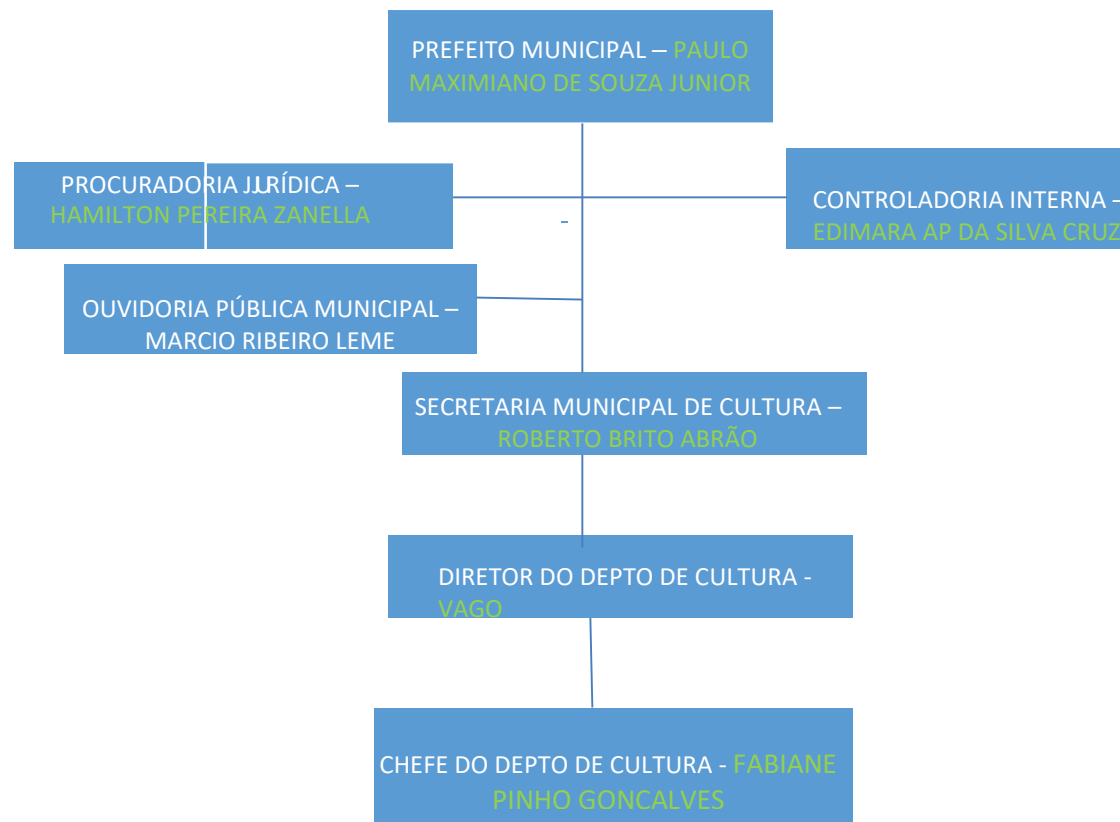 PREFEITO MUNICIPAL – PAULO
MAXIMIANO DE SOUZA JUNIOR
PROCURADORIA JURÍDICA –
HAMILTON PEREIRA ZANELLA
CONTROLADORIA INTERNA –
EDIMARA AP DA SILVA CRUZ
-
OUVIDORIA PÚBLICA MUNICIPAL –
MARCIO RIBEIRO LEME
SECRETARIA MUNICIPAL DE CULTURA –
ROBERTO BRITO ABRÃO
DIRETOR DO DEPTO DE CULTURA -
VAGO
CHEFE DO DEPTO DE CULTURA - FABIANE
PINHO GONCALVES